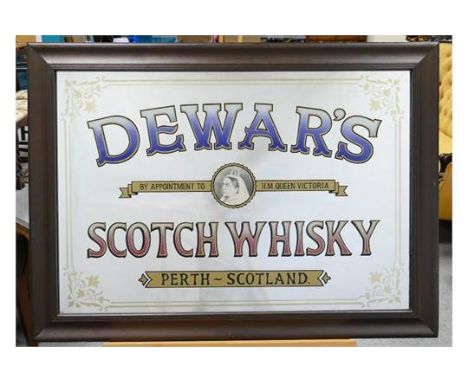 DEWAR'S
BY APPOINTMENT TO H.M. QUEEN VICTORIA
SCOTCH WHISKY
PERTH ~ SCOTLAND.